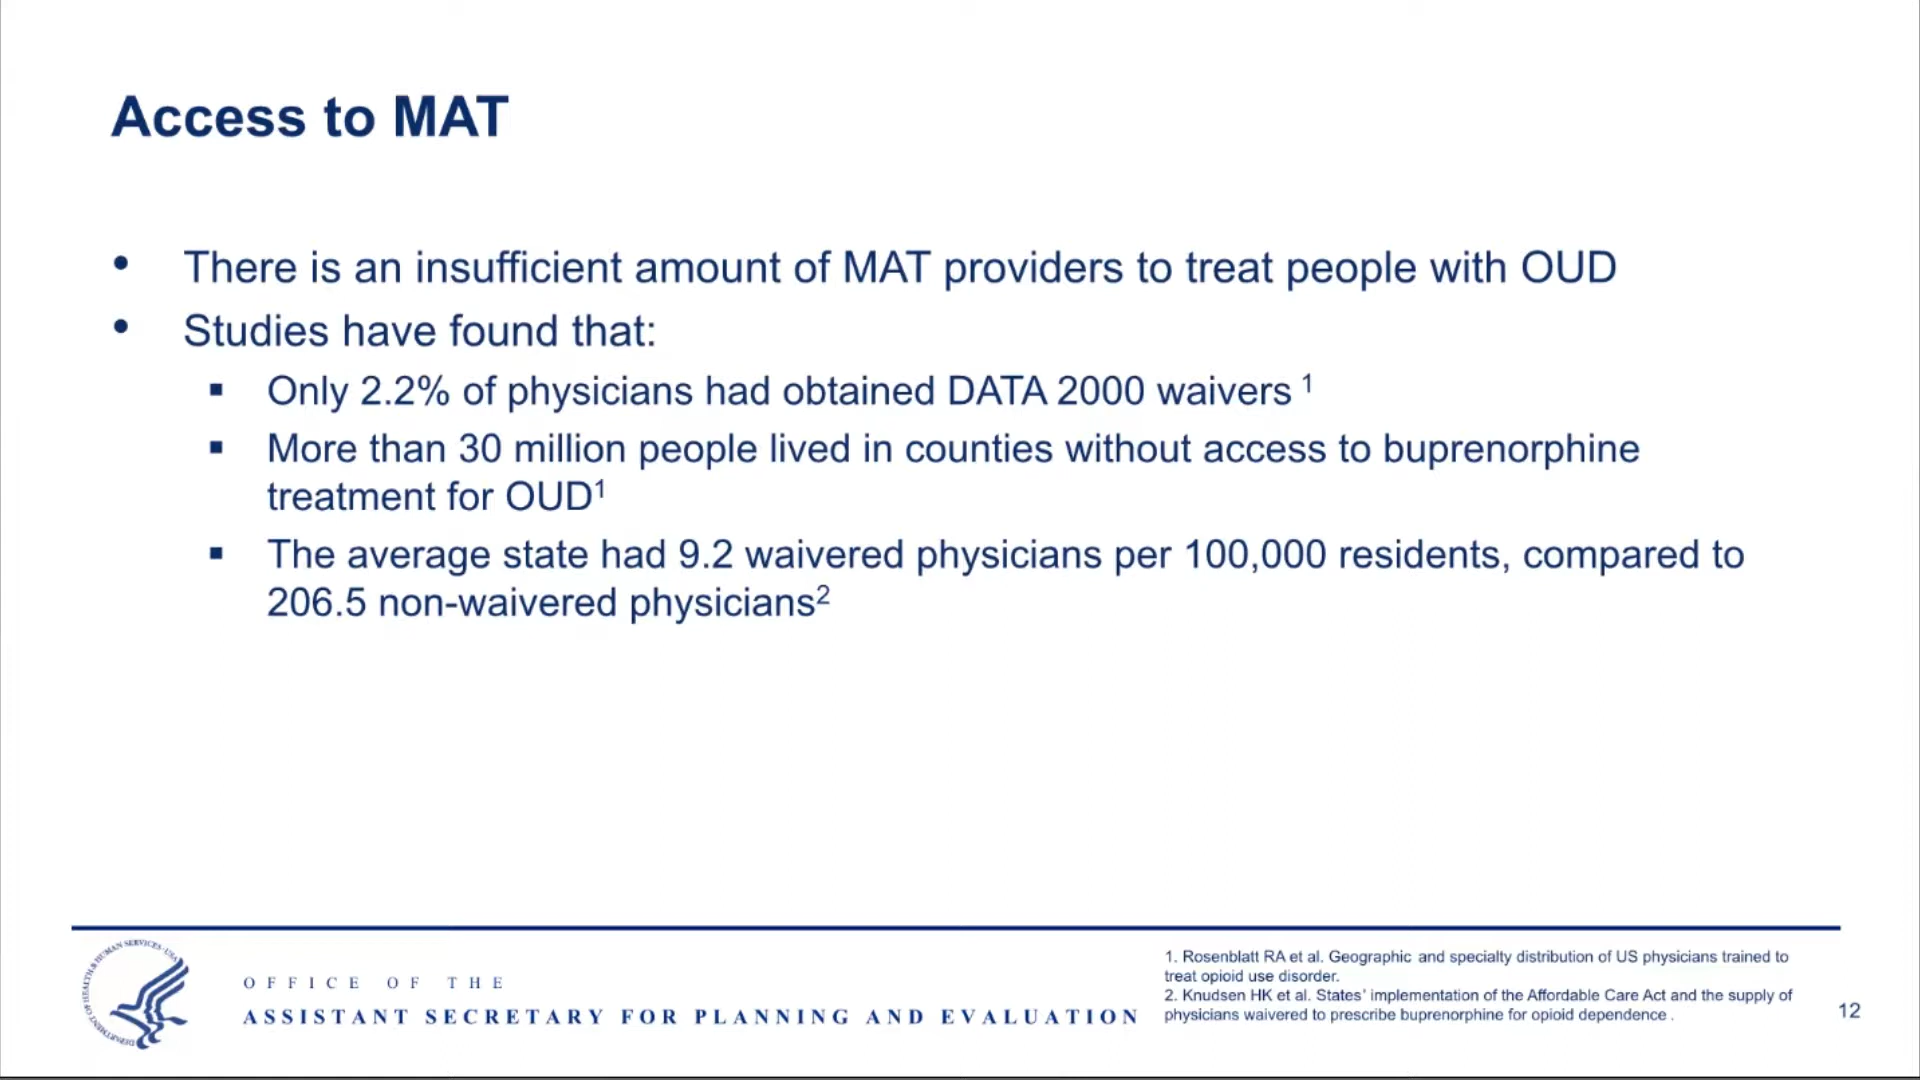 Access to MAT
• There is an insufficient amount of MAT providers to treat people with OUD
• Studies have found that:
▪ Only 2.2% of physicians had obtained DATA 2000 waivers ¹
▪ More than 30 million people lived in counties without access to buprenorphine
treatment for OUD¹
▪ The average state had 9.2 waivered physicians per 100,000 residents, compared to
206.5 non-waivered physicians²
DEPARTMENT OF HEALTH & HUMAN SERVICES · USA
OFFICE OF THE
ASSISTANT SECRETARY FOR PLANNING AND EVALUATION
1. Rosenblatt RA et al. Geographic and specialty distribution of US physicians trained to
treat opioid use disorder.
2. Knudsen HK et al. States' implementation of the Affordable Care Act and the supply of
physicians waivered to prescribe buprenorphine for opioid dependence .
12